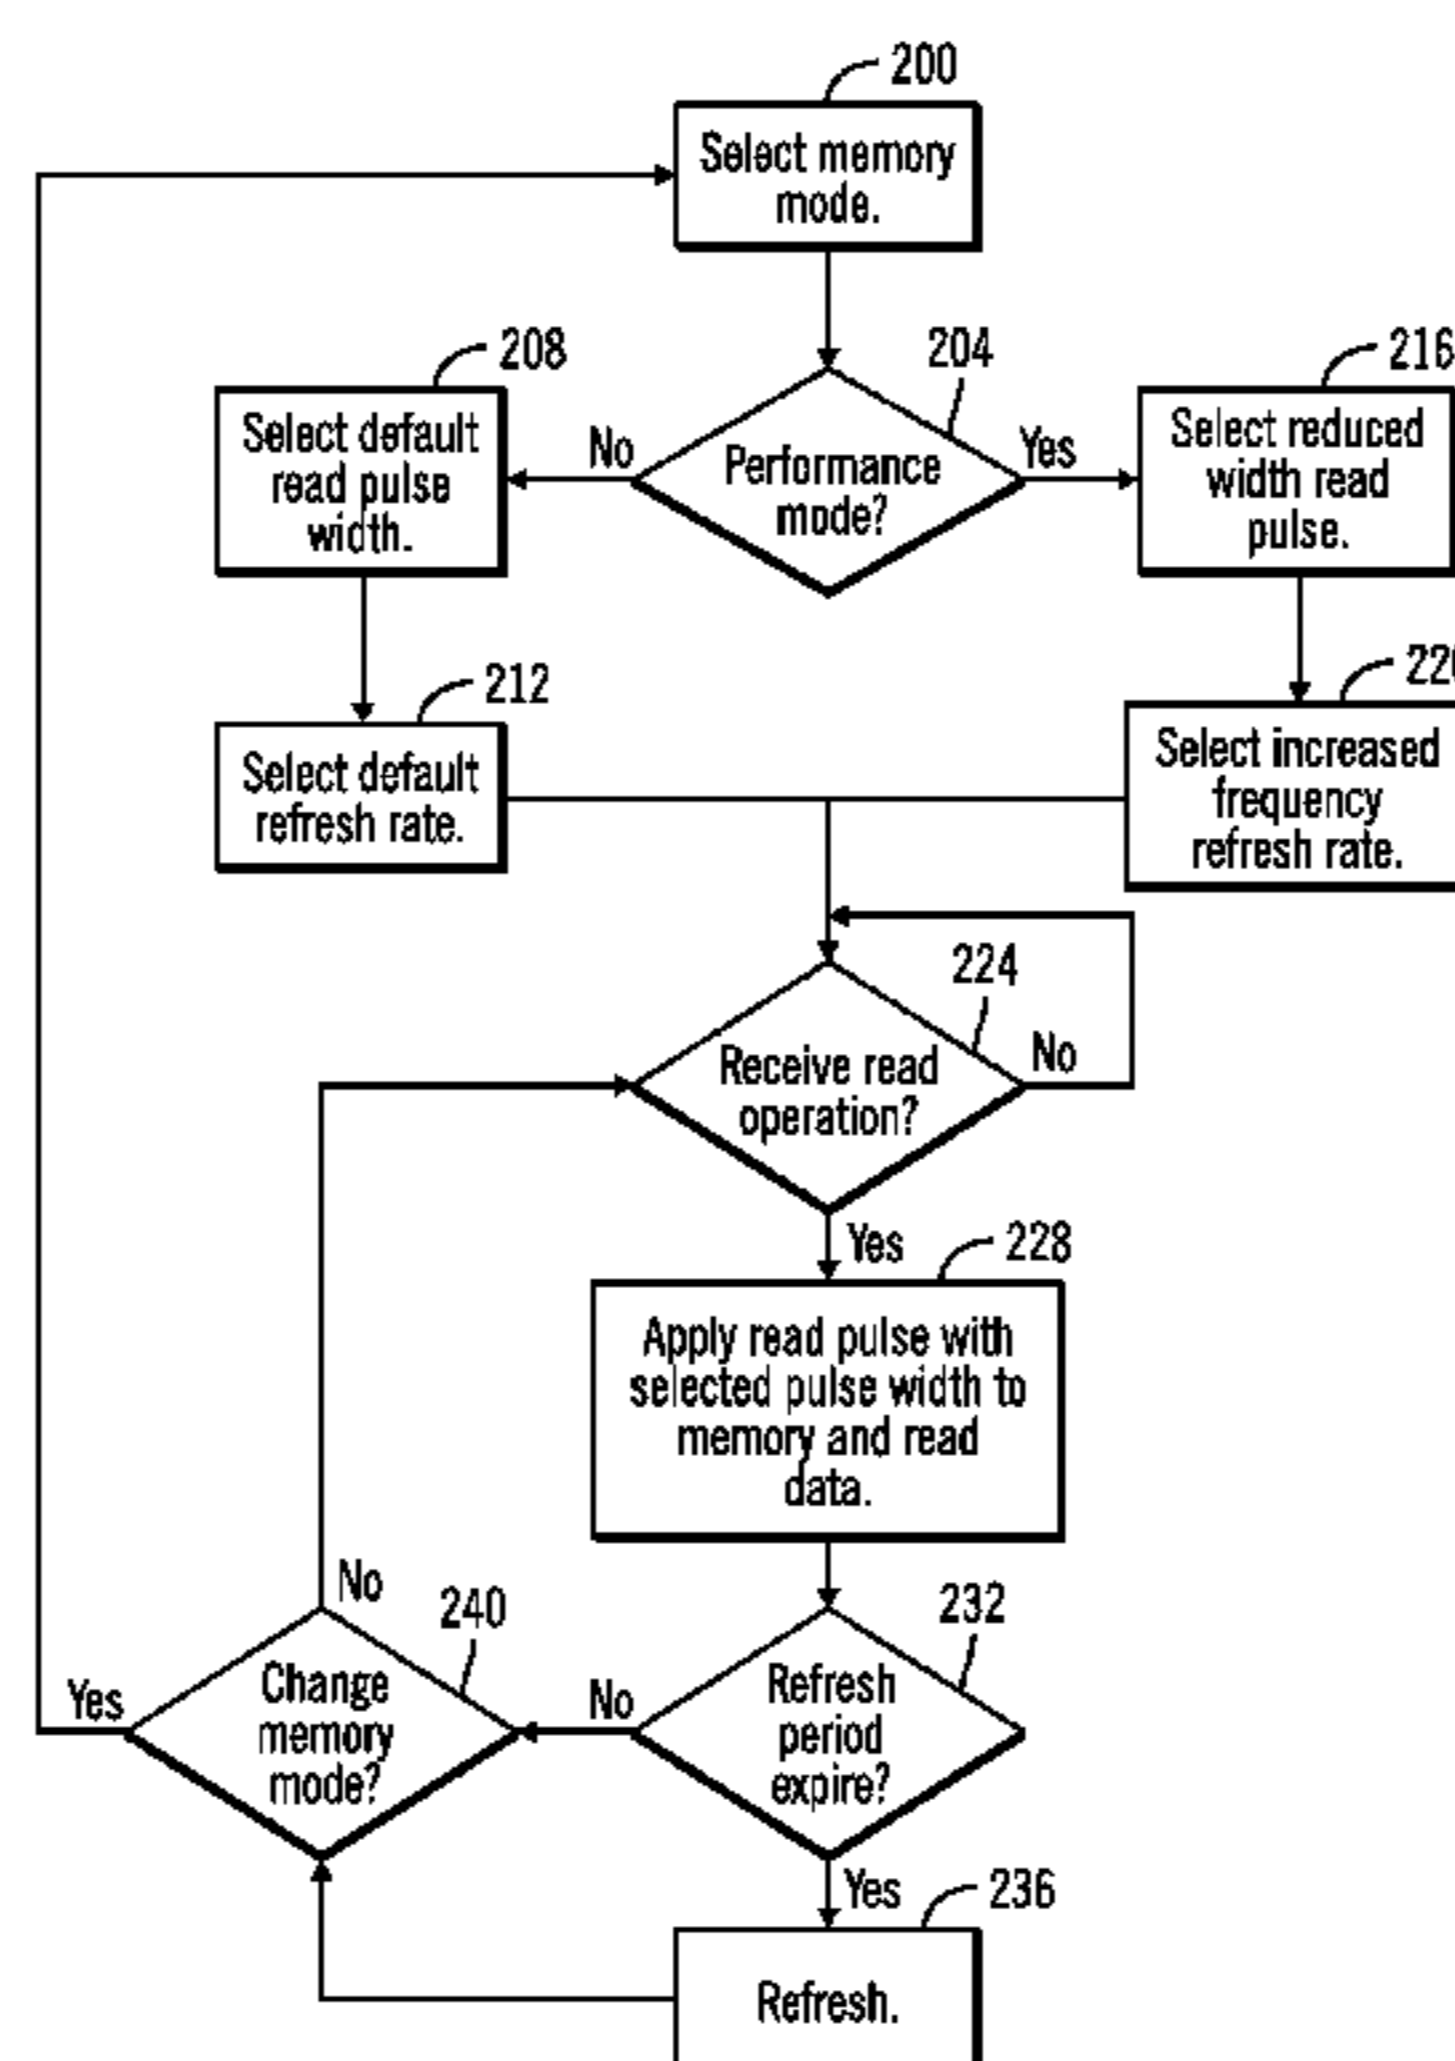 200
Select memory
mode.
208
204
216
Select default
read pulse
width.
No
Performance
mode?
Yes
Select reduced
width read
pulse.
212
Select default
refresh rate.
Select increased
frequency
refresh rate.
224
Receive read
operation?
No
Yes
228
Apply read pulse with
selected pulse width to
memory and read
data.
No
240
232
Yes
Change
memory
mode?
No
Refresh
period
expire?
Yes
236
Refresh.